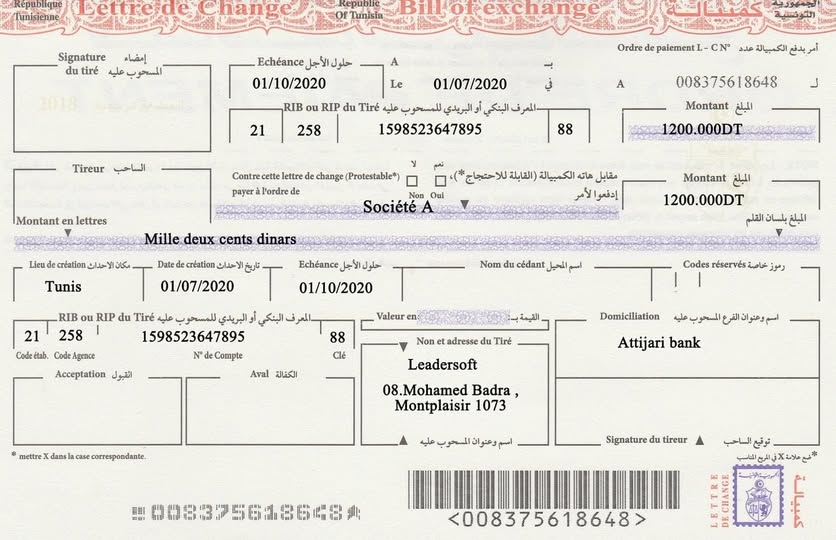 République Tunisienne
Lettre de Change
Republic Of Tunisia
Bill of exchange
كمبيالة
الجمهورية التونسية
Ordre de paiement L – C N° أمر بدفع الكمبيالة عدد
Signature du tiré إمضاء المسحوب عليه
Echéance حلول الأجل
01/10/2020
A بـ
Le 01/07/2020 في
A 008375618648 لـ
2018
RIB ou RIP du Tiré المعرف البنكي أو البريدي للمسحوب عليه
21 258 1598523647895 88
Montant المبلغ
1200.000DT
Tireur الساحب
Contre cette lettre de change (Protestable*)
payer à l'ordre de
لا نعم
Non Oui
مقابل هاته الكمبيالة (القابلة للاحتجاج*)،
إدفعوا لأمر
Société A
Montant المبلغ
1200.000DT
Montant en lettres المبلغ بلسان القلم
Mille deux cents dinars
Lieu de création مكان الاحداث
Tunis
Date de création تاريخ الاحداث
01/07/2020
Echéance حلول الأجل
01/10/2020
Nom du cédant اسم المحيل
Codes réservés رموز خاصة
RIB ou RIP du Tiré المعرف البنكي أو البريدي للمسحوب عليه
21 258 1598523647895 88
Code étab. Code Agence N° de Compte Clé
Valeur en القيمة بـ:
Domiciliation اسم وعنوان الفرع المسحوب عليه
Attijari bank
Non et adresse du Tiré
Leadersoft
08.Mohamed Badra ,
Montplaisir 1073
اسم وعنوان المسحوب عليه
Acceptation القبول
Aval الكفالة
Signature du tireur توقيع الساحب
* mettre X dans la case correspondante.
*ضع علامة X في المربع المناسب
008375618648
<008375618648>
LETTRE DE CHANGE
كمبيالة